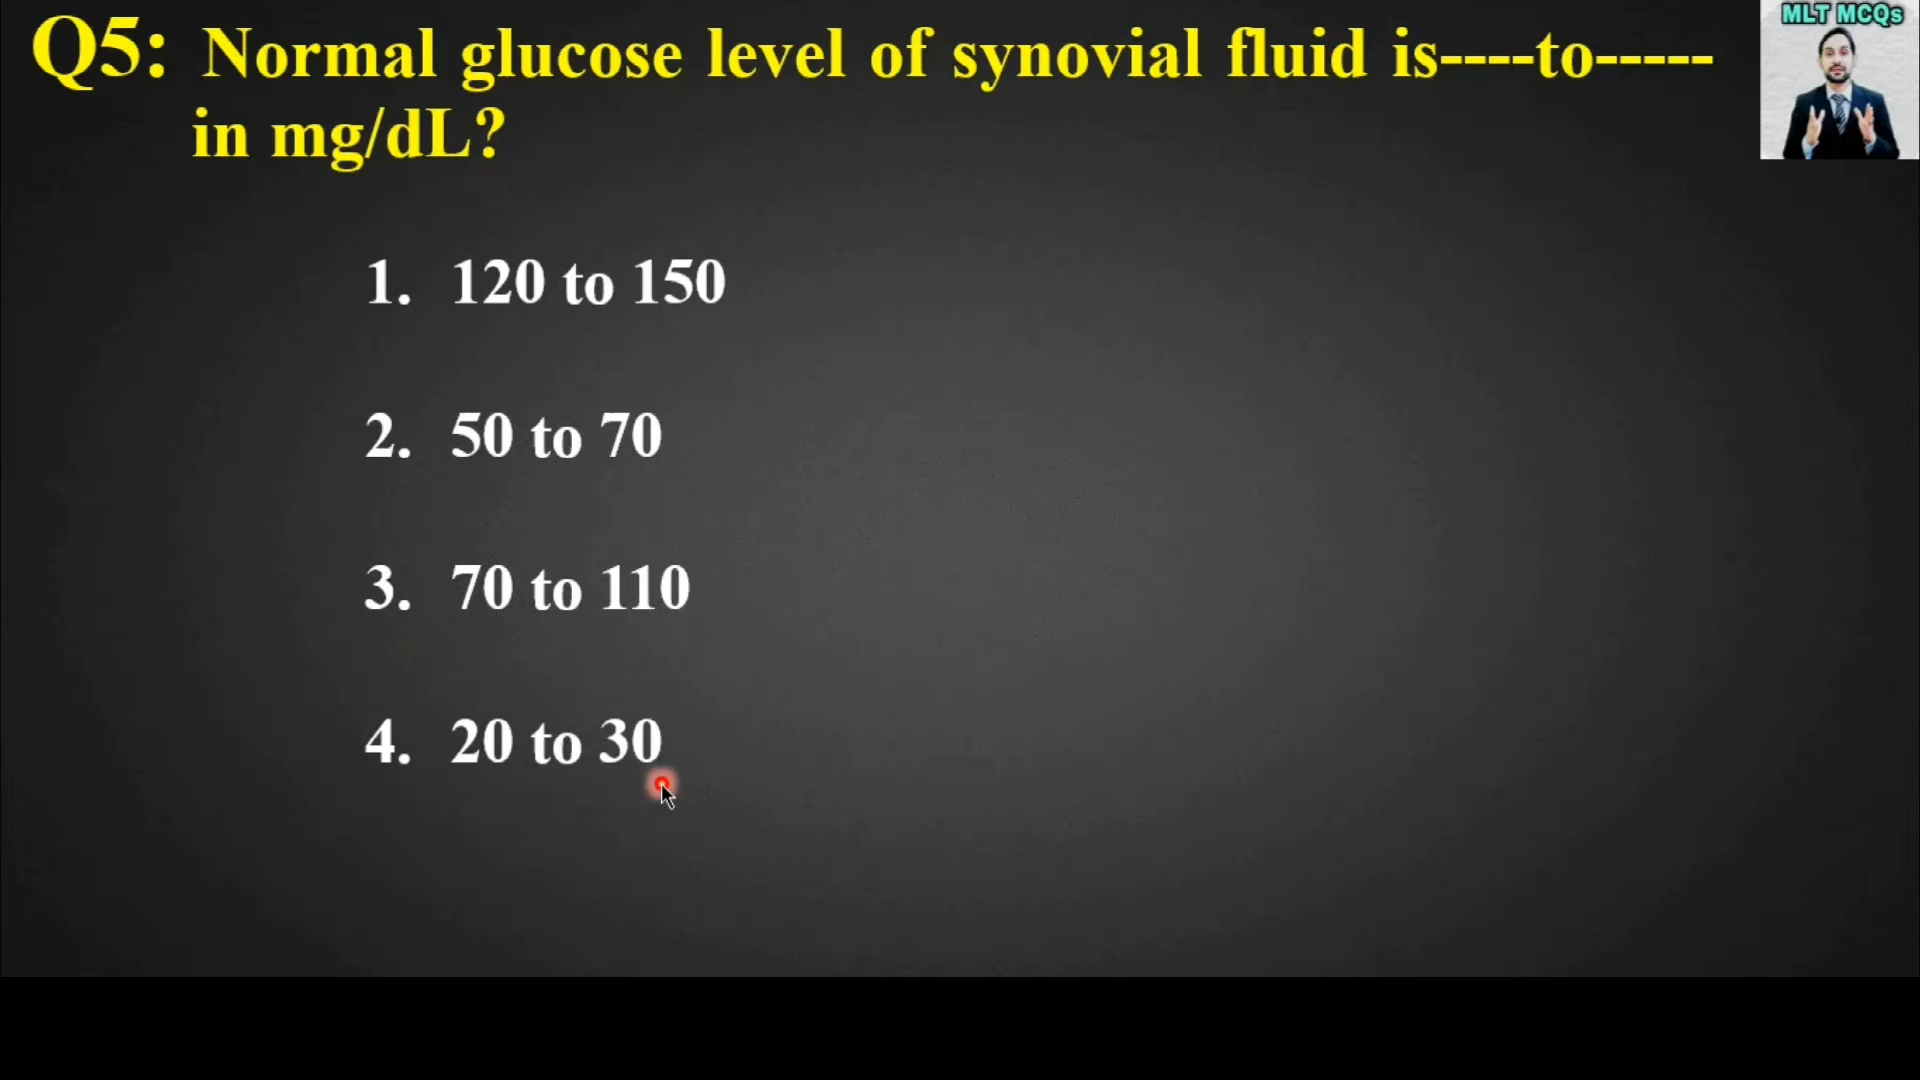 MLT MCQs
Q5: Normal glucose level of synovial fluid is----to-----
in mg/dL?
1. 120 to 150
2. 50 to 70
3. 70 to 110
4. 20 to 30